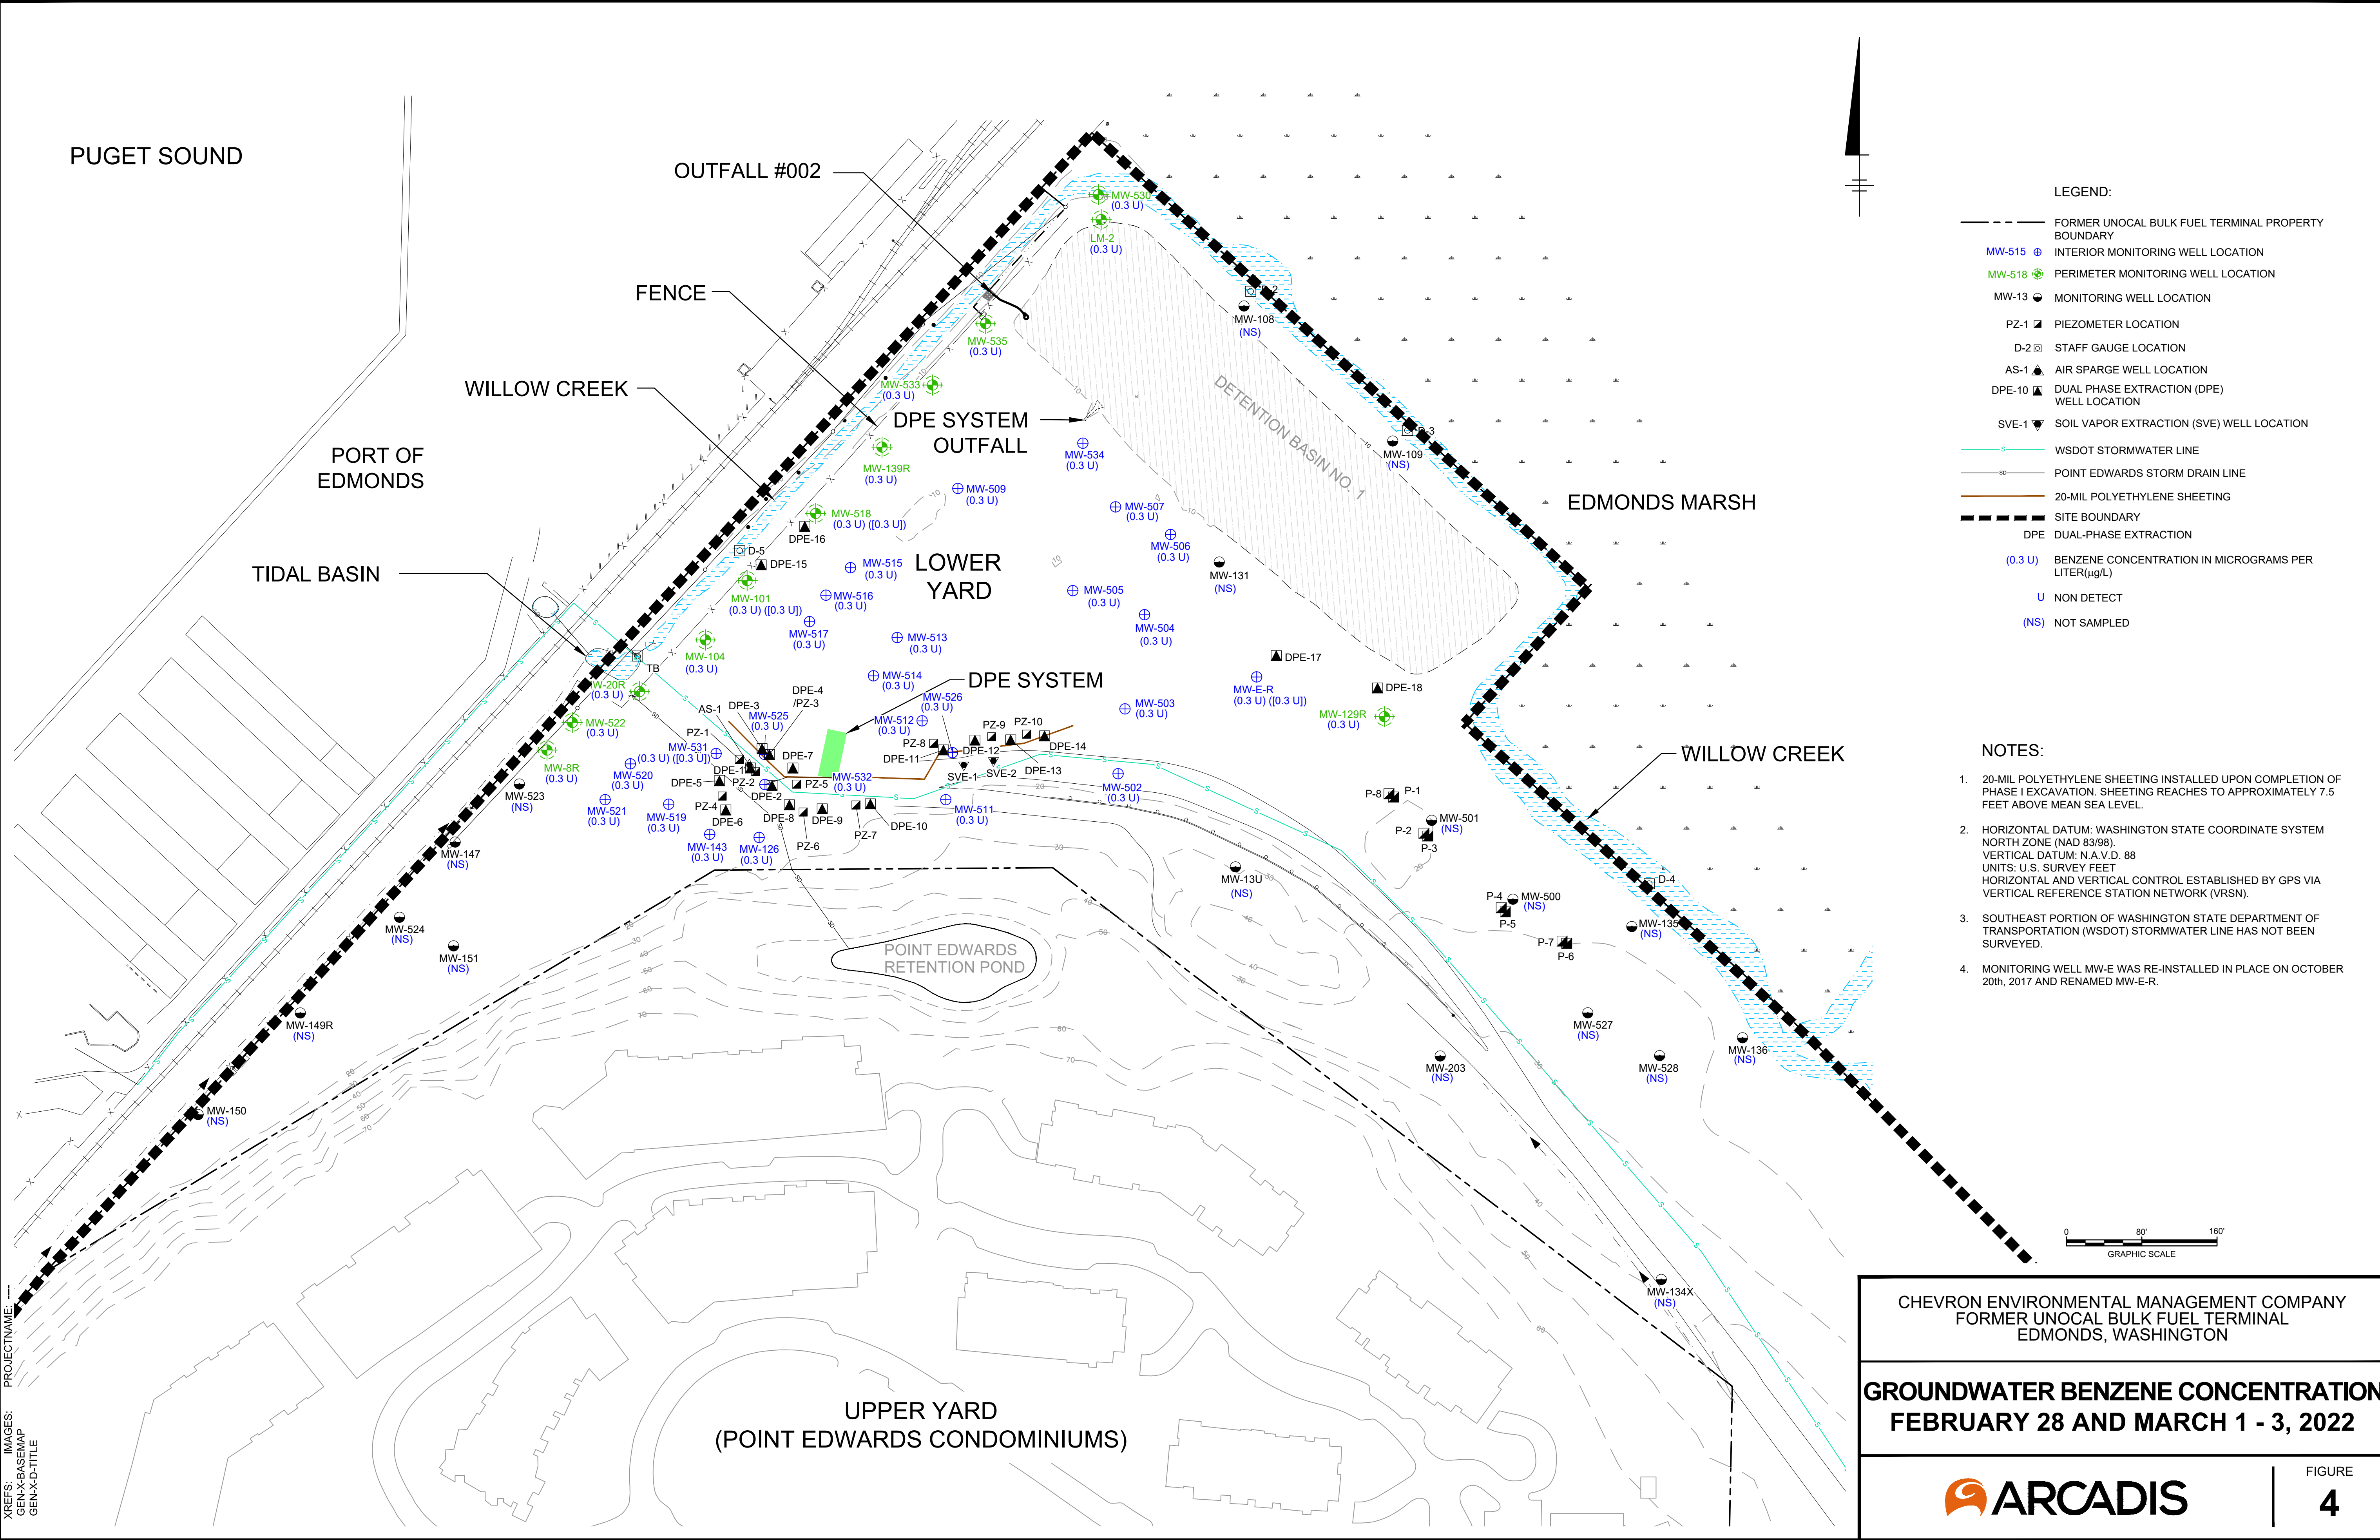 PUGET SOUND
OUTFALL #002
FENCE
WILLOW CREEK
PORT OF
EDMONDS
TIDAL BASIN
MW-530
(0.3 U)
LM-2
(0.3 U)
D-2
MW-108
(NS)
MW-535
(0.3 U)
MW-533
(0.3 U)
DPE SYSTEM
OUTFALL
DETENTION BASIN NO. 1
D-3
MW-109
(NS)
MW-534
(0.3 U)
MW-139R
(0.3 U)
MW-509
(0.3 U)
MW-507
(0.3 U)
EDMONDS MARSH
MW-518
(0.3 U) ([0.3 U])
DPE-16
MW-506
(0.3 U)
D-5
DPE-15
MW-515
(0.3 U)
LOWER
YARD
MW-131
(NS)
MW-101
(0.3 U) ([0.3 U])
MW-516
(0.3 U)
MW-505
(0.3 U)
MW-517
(0.3 U)
MW-513
(0.3 U)
MW-504
(0.3 U)
MW-104
(0.3 U)
TB
DPE-17
MW-514
(0.3 U)
DPE SYSTEM
MW-E-R
(0.3 U) ([0.3 U])
DPE-18
W-20R
(0.3 U)
DPE-4
/PZ-3
MW-526
(0.3 U)
MW-503
(0.3 U)
MW-129R
(0.3 U)
AS-1
DPE-3
MW-525
(0.3 U)
MW-512
(0.3 U)
MW-522
(0.3 U)
PZ-1
PZ-9
PZ-10
MW-8R
(0.3 U)
MW-531
(0.3 U) ([0.3 U])
DPE-7
PZ-8
DPE-11
DPE-12
DPE-14
WILLOW CREEK
MW-520
(0.3 U)
DPE-1
DPE-5
PZ-2
PZ-5
MW-532
(0.3 U)
SVE-1
SVE-2
DPE-13
MW-502
(0.3 U)
MW-523
(NS)
MW-521
(0.3 U)
MW-519
(0.3 U)
PZ-4
DPE-6
DPE-2
DPE-8
DPE-9
PZ-6
PZ-7
DPE-10
MW-511
(0.3 U)
P-8
P-1
MW-501
(NS)
P-2
P-3
MW-147
(NS)
MW-143
(0.3 U)
MW-126
(0.3 U)
MW-13U
(NS)
D-4
MW-524
(NS)
P-4
MW-500
(NS)
P-5
MW-135
(NS)
P-7
P-6
MW-151
(NS)
POINT EDWARDS
RETENTION POND
MW-149R
(NS)
MW-527
(NS)
MW-136
(NS)
MW-203
(NS)
MW-528
(NS)
MW-150
(NS)
MW-134X
(NS)
UPPER YARD
(POINT EDWARDS CONDOMINIUMS)
LEGEND:
FORMER UNOCAL BULK FUEL TERMINAL PROPERTY
BOUNDARY
MW-515 INTERIOR MONITORING WELL LOCATION
MW-518 PERIMETER MONITORING WELL LOCATION
MW-13 MONITORING WELL LOCATION
PZ-1 PIEZOMETER LOCATION
D-2 STAFF GAUGE LOCATION
AS-1 AIR SPARGE WELL LOCATION
DPE-10 DUAL PHASE EXTRACTION (DPE)
WELL LOCATION
SVE-1 SOIL VAPOR EXTRACTION (SVE) WELL LOCATION
S WSDOT STORMWATER LINE
SD POINT EDWARDS STORM DRAIN LINE
20-MIL POLYETHYLENE SHEETING
SITE BOUNDARY
DPE DUAL-PHASE EXTRACTION
(0.3 U) BENZENE CONCENTRATION IN MICROGRAMS PER
LITER(µg/L)
U NON DETECT
(NS) NOT SAMPLED
NOTES:
1. 20-MIL POLYETHYLENE SHEETING INSTALLED UPON COMPLETION OF
PHASE I EXCAVATION. SHEETING REACHES TO APPROXIMATELY 7.5
FEET ABOVE MEAN SEA LEVEL.
2. HORIZONTAL DATUM: WASHINGTON STATE COORDINATE SYSTEM
NORTH ZONE (NAD 83/98).
VERTICAL DATUM: N.A.V.D. 88
UNITS: U.S. SURVEY FEET
HORIZONTAL AND VERTICAL CONTROL ESTABLISHED BY GPS VIA
VERTICAL REFERENCE STATION NETWORK (VRSN).
3. SOUTHEAST PORTION OF WASHINGTON STATE DEPARTMENT OF
TRANSPORTATION (WSDOT) STORMWATER LINE HAS NOT BEEN
SURVEYED.
4. MONITORING WELL MW-E WAS RE-INSTALLED IN PLACE ON OCTOBER
20th, 2017 AND RENAMED MW-E-R.
0 80' 160'
GRAPHIC SCALE
CHEVRON ENVIRONMENTAL MANAGEMENT COMPANY
FORMER UNOCAL BULK FUEL TERMINAL
EDMONDS, WASHINGTON
GROUNDWATER BENZENE CONCENTRATION
FEBRUARY 28 AND MARCH 1 - 3, 2022
ARCADIS
FIGURE
4
XREFS: IMAGES: PROJECTNAME: ----
GEN-X-BASEMAP
GEN-X-D-TITLE